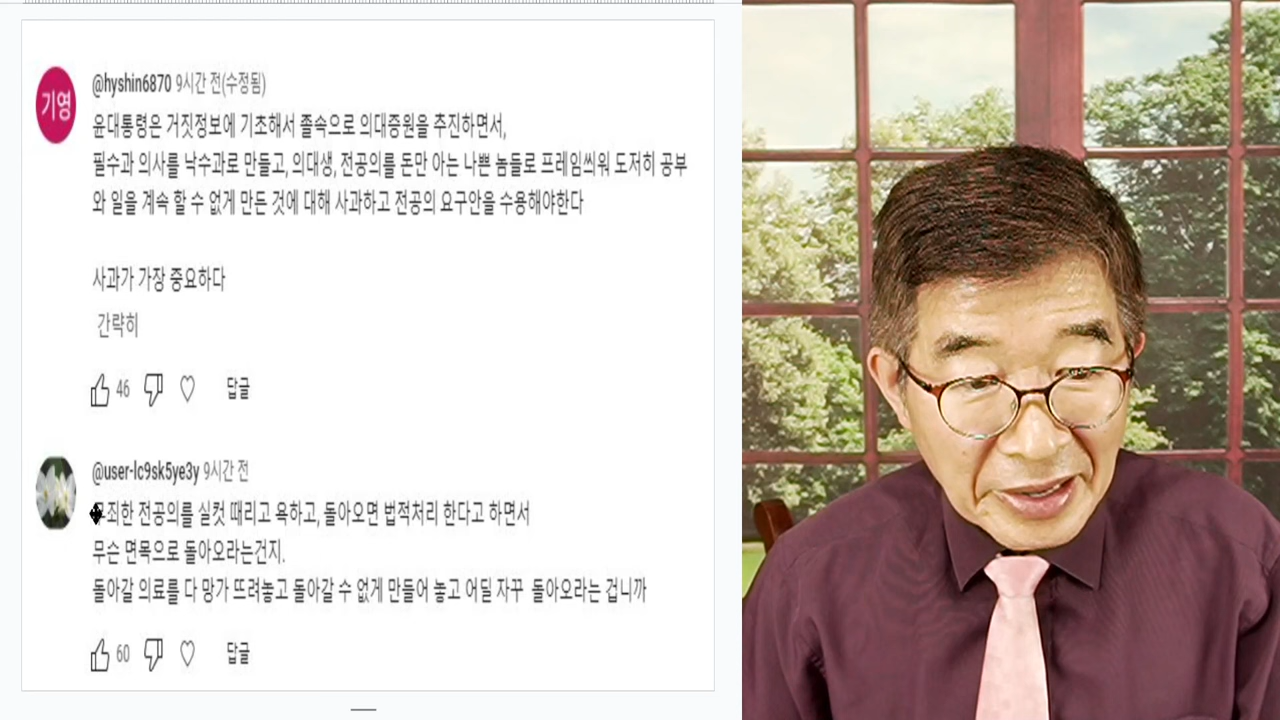 기영
@hyshin6870 9시간 전(수정됨)
윤대통령은 거짓정보에 기초해서 졸속으로 의대증원을 추진하면서,
필수과 의사를 낙수과로 만들고, 의대생, 전공의를 돈만 아는 나쁜 놈들로 프레임씌워 도저히 공부
와 일을 계속 할 수 없게 만든 것에 대해 사과하고 전공의 요구안을 수용해야한다
사과가 가장 중요하다
간략히
46 답글
@user-lc9sk5ye3y 9시간 전
무죄한 전공의를 실컷 때리고 욕하고, 돌아오면 법적처리 한다고 하면서
무슨 면목으로 돌아오라는건지.
돌아갈 의료를 다 망가 뜨려놓고 돌아갈 수 없게 만들어 놓고 어딜 자꾸 돌아오라는 겁니까
60 답글